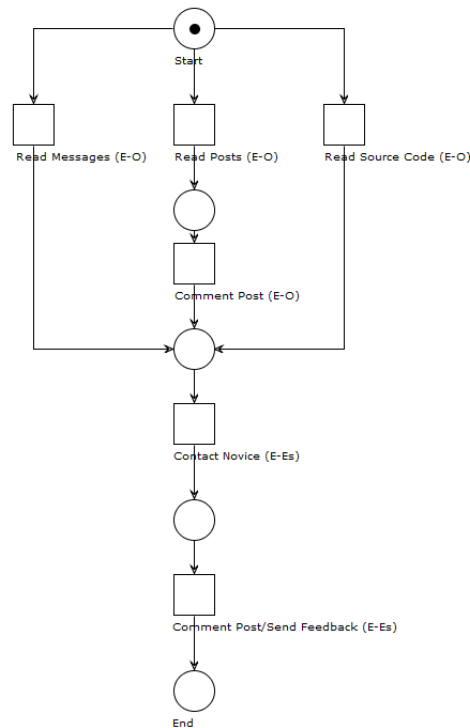 Start
Read Messages (E-O)
Read Posts (E-O)
Read Source Code (E-O)
Comment Post (E-O)
Contact Novice (E-Es)
Comment Post/Send Feedback (E-Es)
End